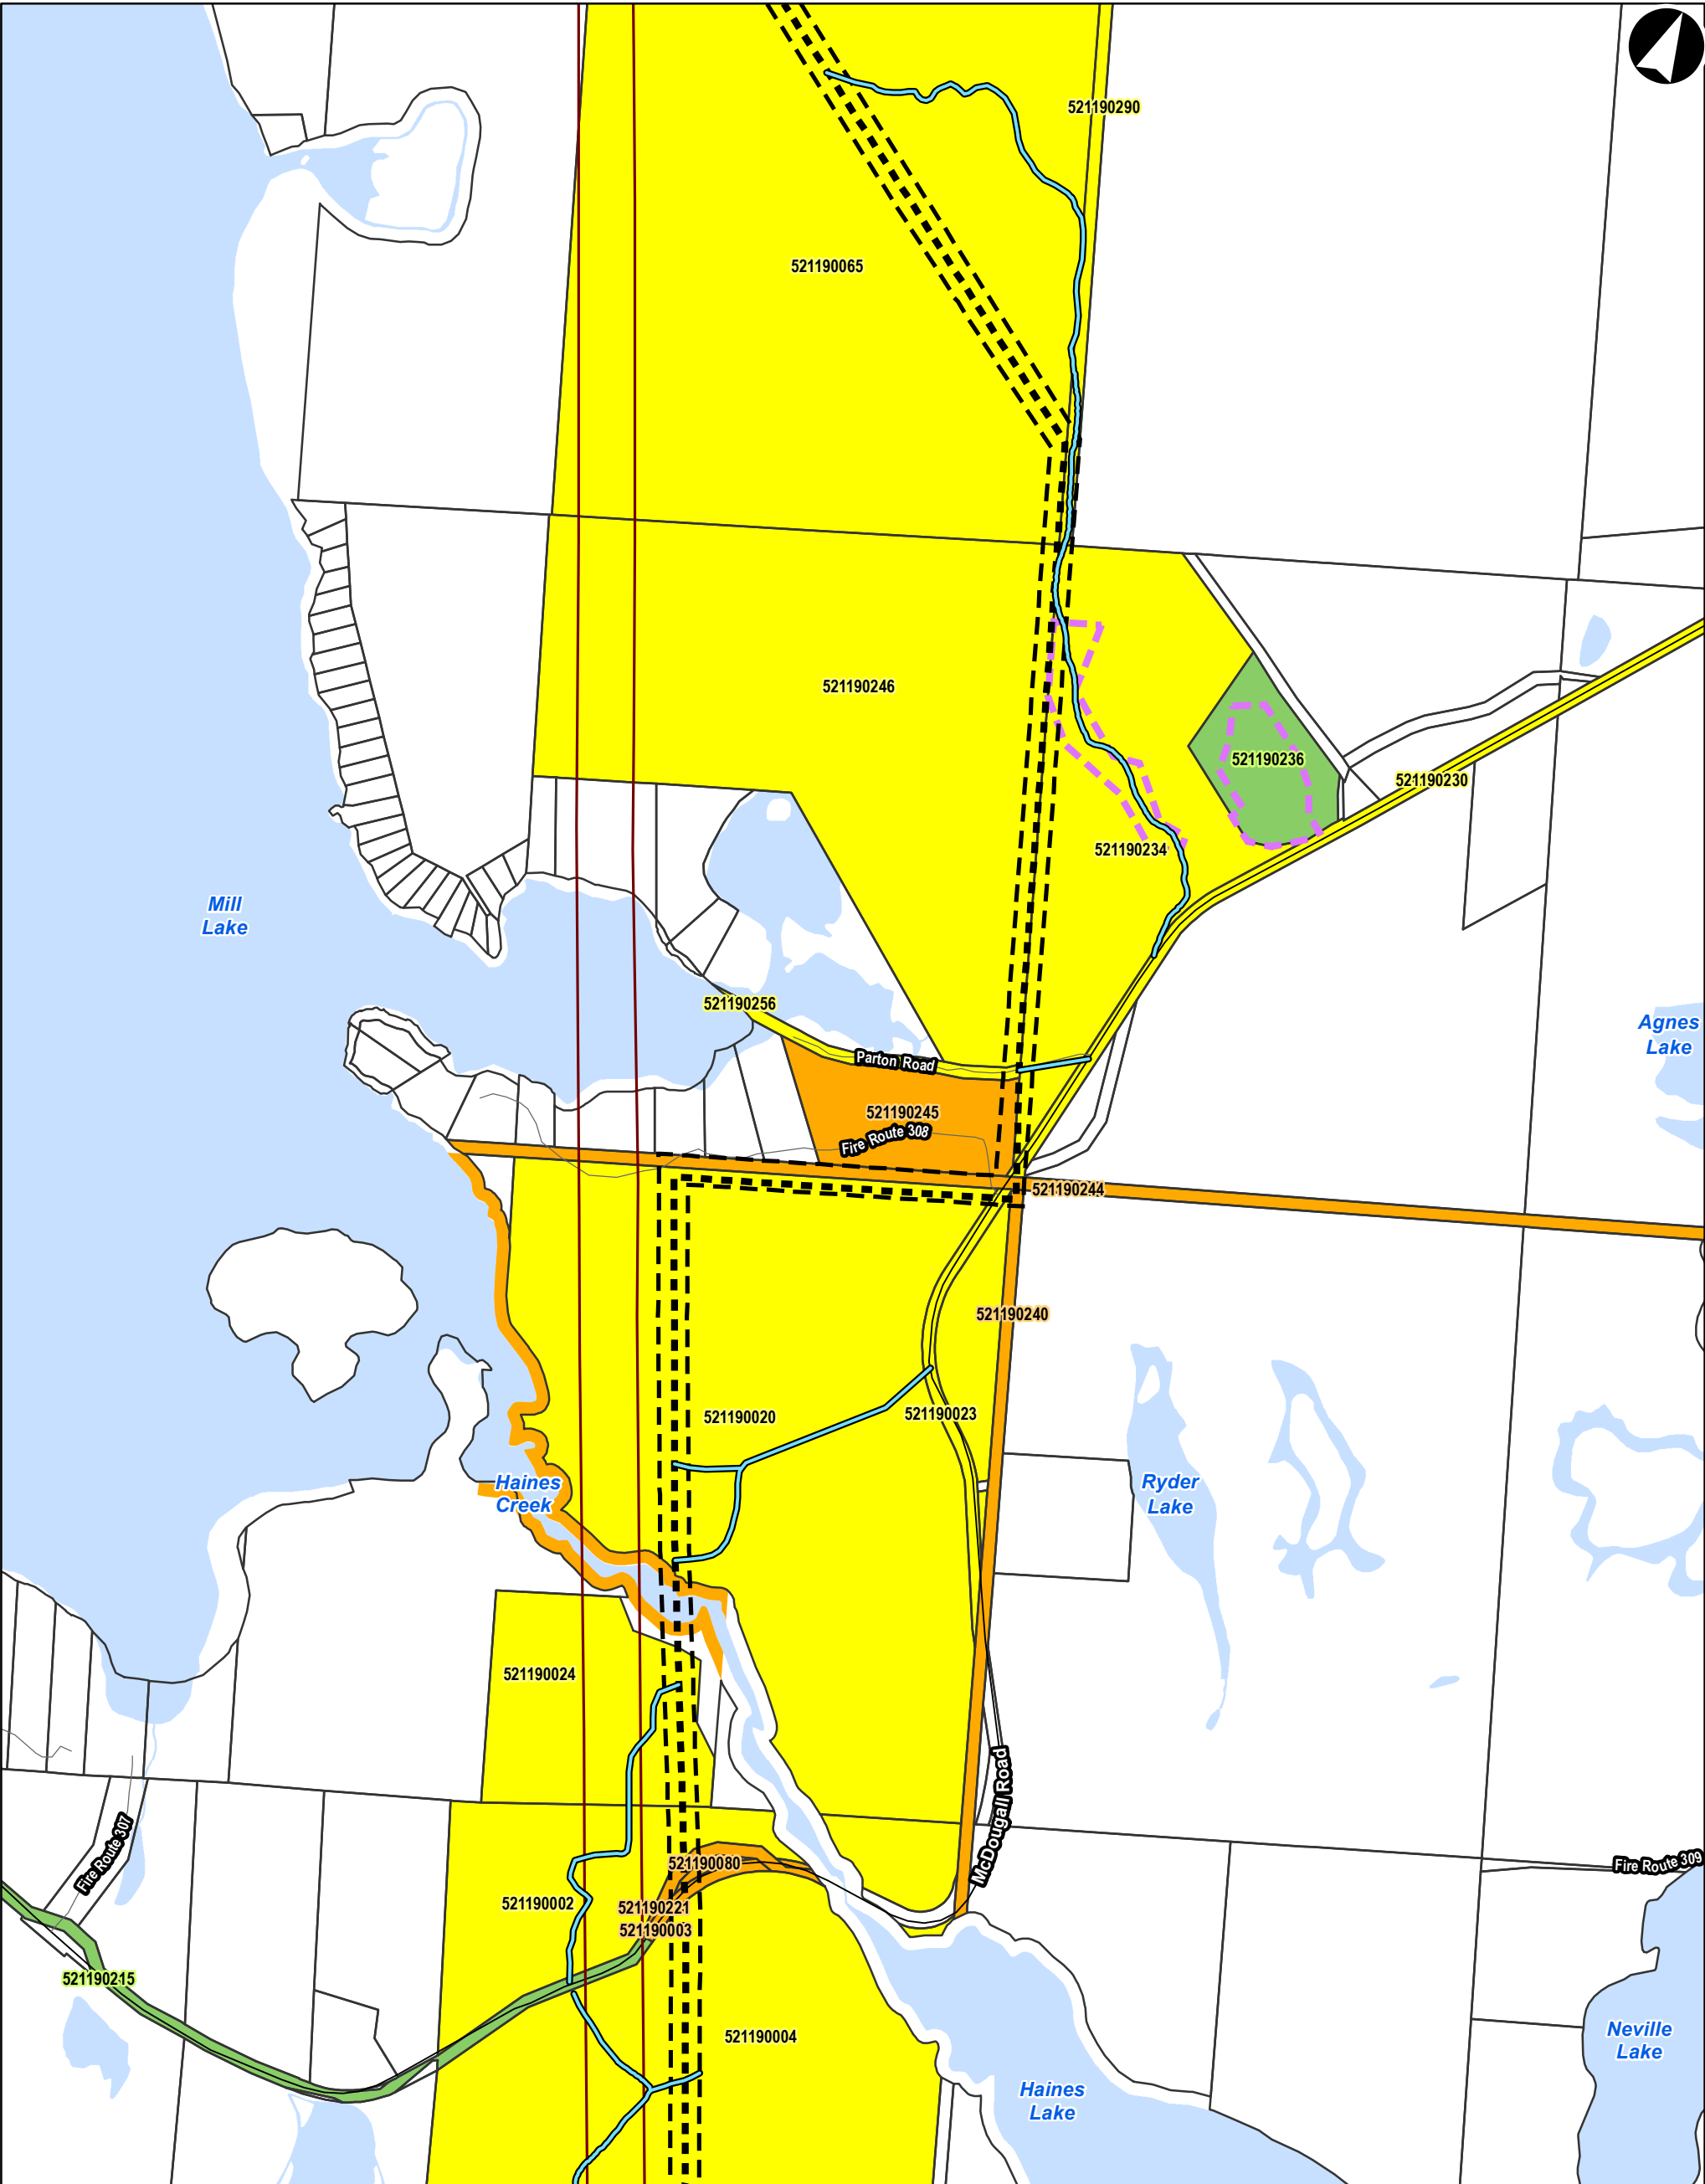 521190290
521190065
521190246
521190236
521190230
521190234
Mill
Lake
521190256
Agnes
Lake
Parton Road
521190245
Fire Route 308
521190244
521190240
521190020
521190023
Haines
Creek
Ryder
Lake
521190024
McDougall Road
Fire Route 307
521190080
Fire Route 309
521190002
521190221
521190003
521190215
521190004
Neville
Lake
Haines
Lake